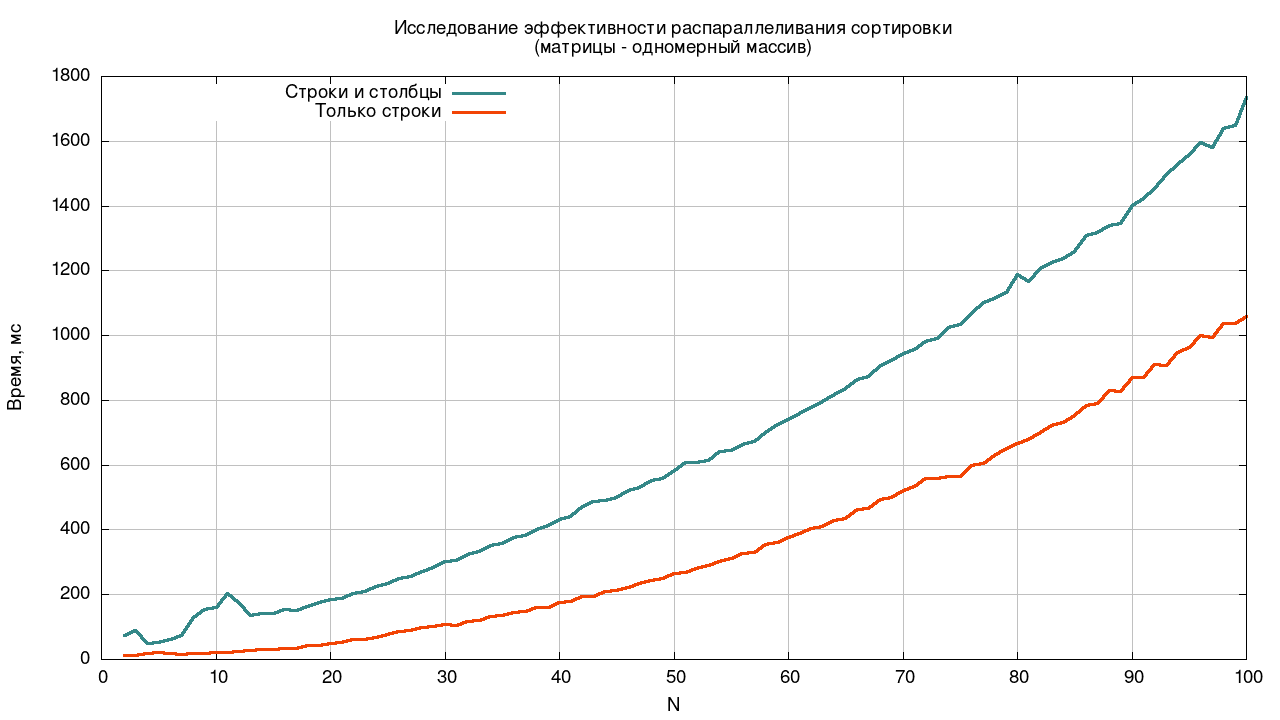 Исследование эффективности распараллеливания сортировки
(матрицы - одномерный массив)
1800
1600
1400
1200
1000
800
600
400
200
0
Время, мс
Строки и столбцы
Только строки
0 10 20 30 40 50 60 70 80 90 100
N